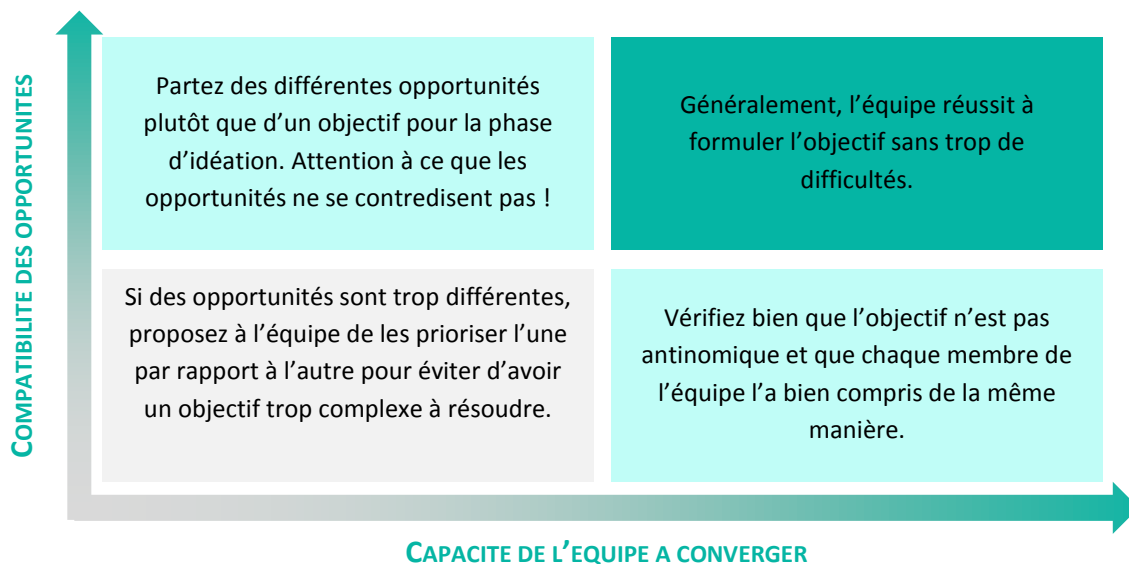 COMPATIBILITE DES OPPORTUNITES
Partez des différentes opportunités
plutôt que d’un objectif pour la phase
d’idéation. Attention à ce que les
opportunités ne se contredisent pas !
Généralement, l’équipe réussit à
formuler l’objectif sans trop de
difficultés.
Si des opportunités sont trop différentes,
proposez à l’équipe de les prioriser l’une
par rapport à l’autre pour éviter d’avoir
un objectif trop complexe à résoudre.
Vérifiez bien que l’objectif n’est pas
antinomique et que chaque membre de
l’équipe l’a bien compris de la même
manière.
CAPACITE DE L’EQUIPE A CONVERGER